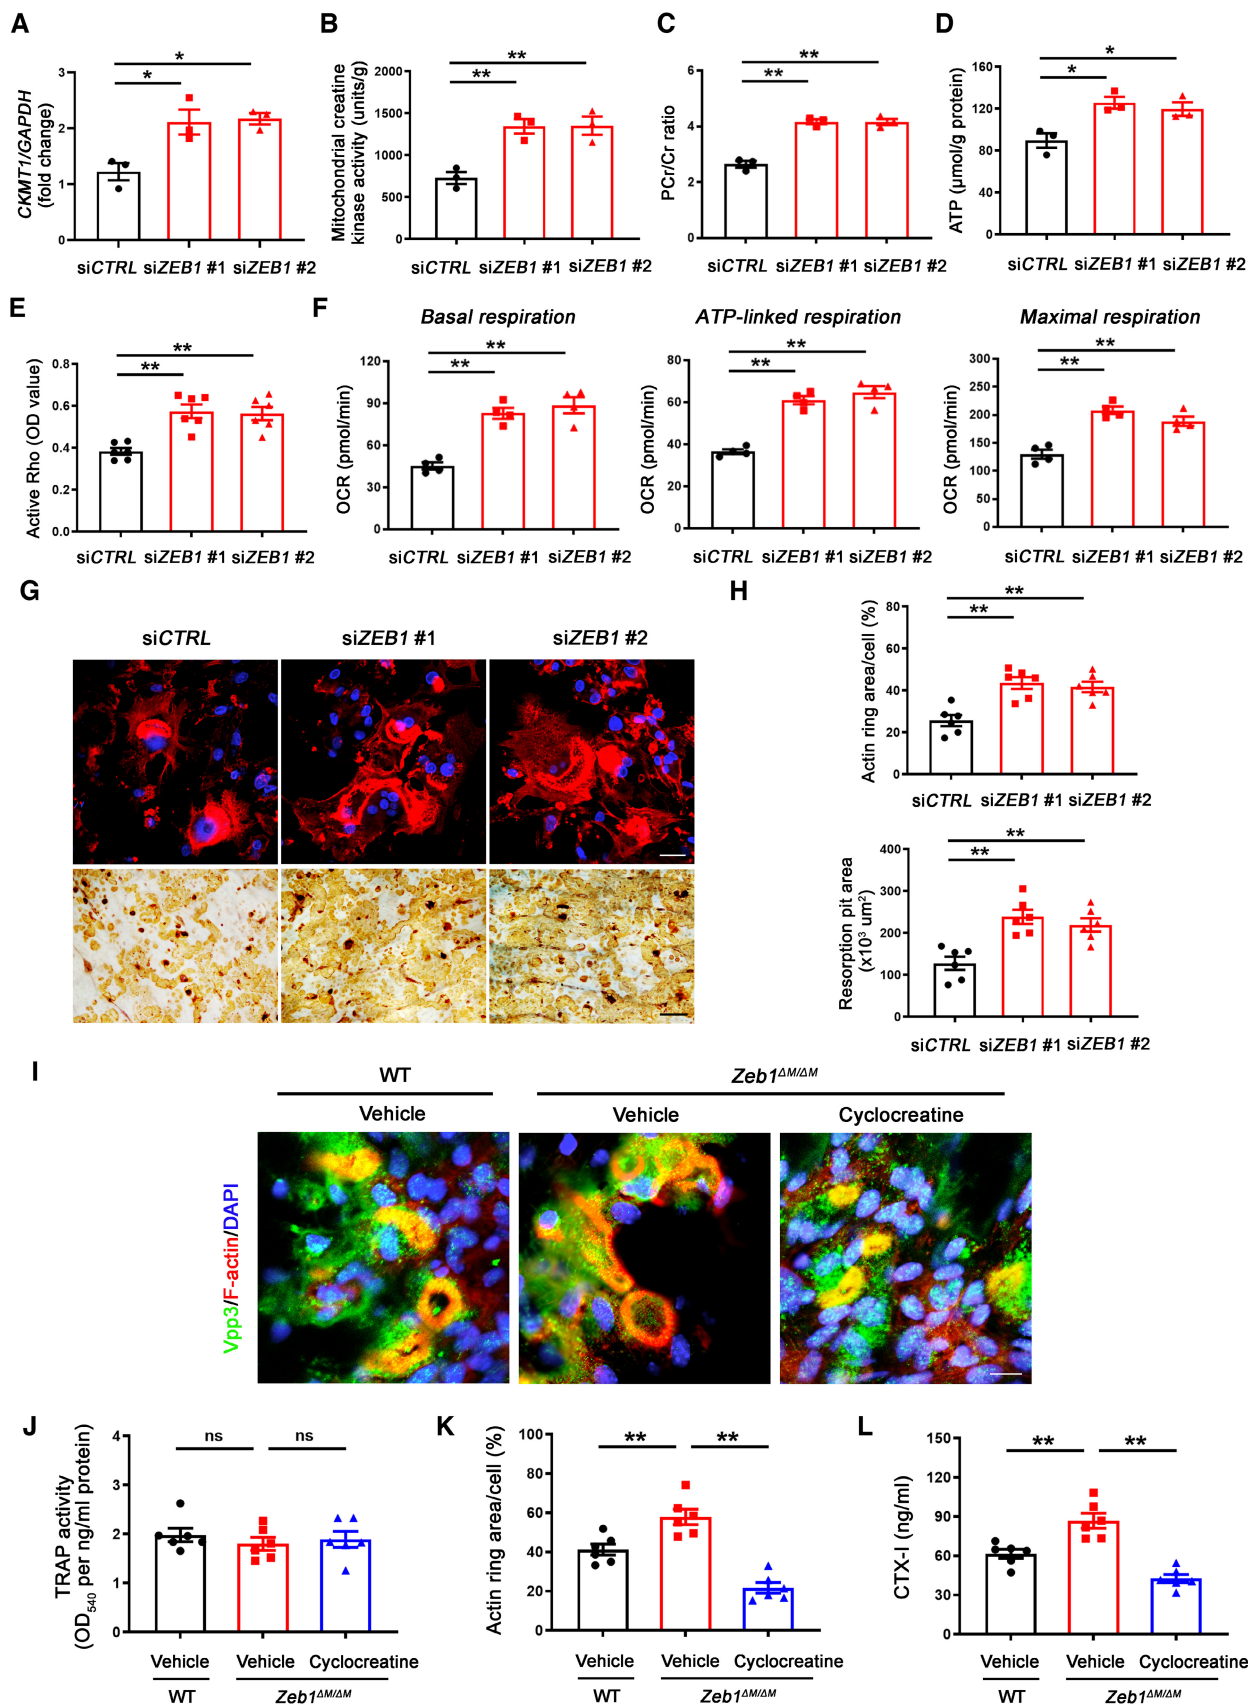 A
CKMT1/GAPDH
(fold change)
3
2
1
0
*
*
siCTRL siZEB1 #1 siZEB1 #2
B
Mitochondrial creatine
kinase activity (units/g)
2000
1500
1000
500
0
**
**
siCTRL siZEB1 #1 siZEB1 #2
C
PCr/Cr ratio
6
4
2
0
**
**
siCTRL siZEB1 #1 siZEB1 #2
D
ATP (μmol/g protein)
160
120
80
40
0
*
*
siCTRL siZEB1 #1 siZEB1 #2
E
Active Rho (OD value)
0.8
0.6
0.4
0.2
0.0
**
**
siCTRL siZEB1 #1 siZEB1 #2
F
Basal respiration
OCR (pmol/min)
120
90
60
30
0
**
**
siCTRL siZEB1 #1 siZEB1 #2
ATP-linked respiration
OCR (pmol/min)
80
60
40
20
0
**
**
siCTRL siZEB1 #1 siZEB1 #2
Maximal respiration
OCR (pmol/min)
300
250
200
150
100
50
0
**
**
siCTRL siZEB1 #1 siZEB1 #2
G
siCTRL siZEB1 #1 siZEB1 #2
H
Actin ring area/cell (%)
80
60
40
20
0
**
**
siCTRL siZEB1 #1 siZEB1 #2
Resorption pit area
(x10³ um²)
400
300
200
100
0
**
**
siCTRL siZEB1 #1 siZEB1 #2
I
WT Zeb1ΔM/ΔM
Vehicle Vehicle Cyclocreatine
Vpp3/F-actin/DAPI
J
TRAP activity
(OD540 per ng/ml protein)
4
3
2
1
0
ns ns
Vehicle Vehicle Cyclocreatine
WT Zeb1ΔM/ΔM
K
Actin ring area/cell (%)
100
80
60
40
20
0
** **
Vehicle Vehicle Cyclocreatine
WT Zeb1ΔM/ΔM
L
CTX-I (ng/ml)
150
120
90
60
30
0
** **
Vehicle Vehicle Cyclocreatine
WT Zeb1ΔM/ΔM